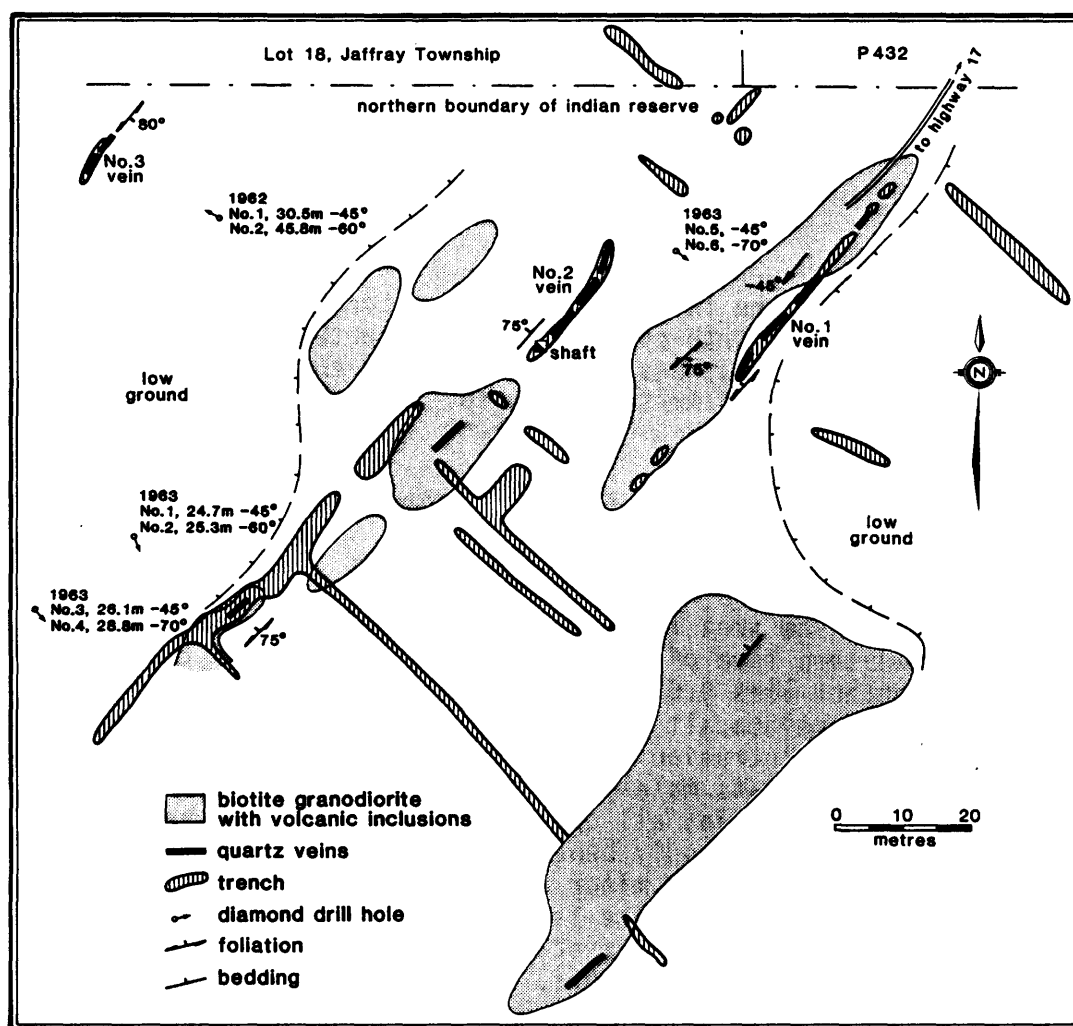 Lot 18, Jaffray Township
P432
northern boundary of indian reserve
to highway 17
80°
No.3
vein
1962
No.1, 30.5m -45°
No.2, 45.8m -60°
1963
No.5, -45°
No.6, -70°
No.2
vein
75°
shaft
45°
No.1
vein
75°
N
low
ground
low
ground
1963
No.1, 24.7m -45°
No.2, 25.3m -60°
1963
No.3, 26.1m -45°
No.4, 28.8m -70°
75°
biotite granodiorite
with volcanic inclusions
quartz veins
trench
diamond drill hole
foliation
bedding
0 10 20
metres